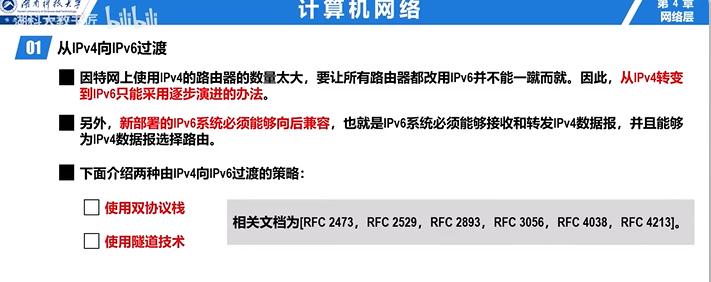 湖南科技大学
计算机网络
第 4 章
网络层
湖科大教书匠 bilibili
01 从IPv4向IPv6过渡
因特网上使用IPv4的路由器的数量太大，要让所有路由器都改用IPv6并不能一蹴而就。因此，从IPv4转变
到IPv6只能采用逐步演进的办法。
另外，新部署的IPv6系统必须能够向后兼容，也就是IPv6系统必须能够接收和转发IPv4数据报，并且能够
为IPv4数据报选择路由。
下面介绍两种由IPv4向IPv6过渡的策略：
使用双协议栈
相关文档为[RFC 2473，RFC 2529，RFC 2893，RFC 3056，RFC 4038，RFC 4213]。
使用隧道技术